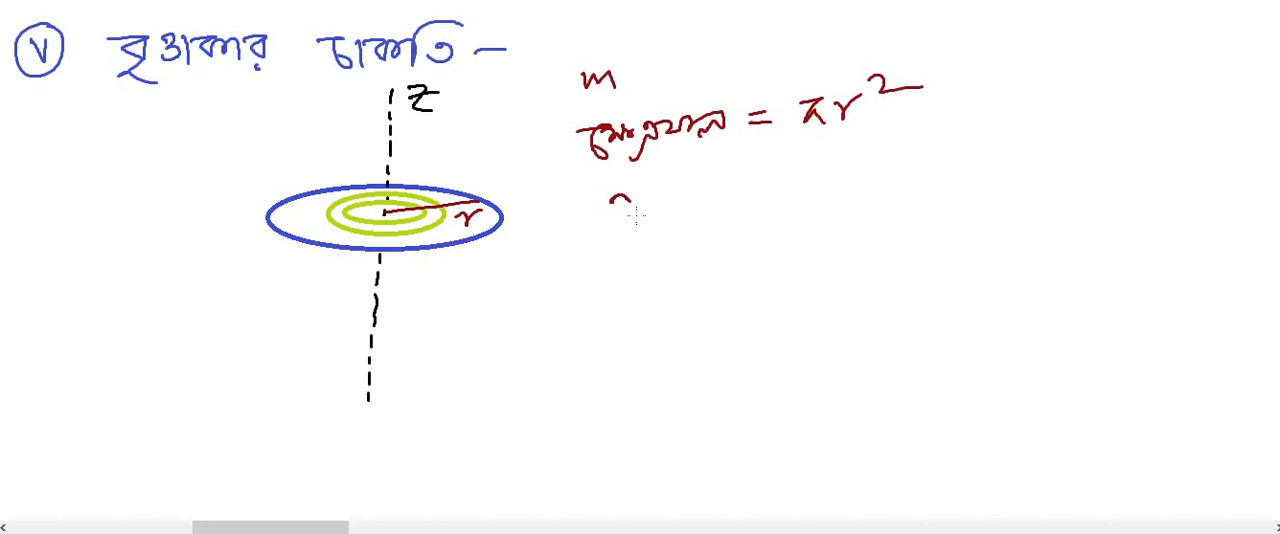 Ⓥ বৃত্তাকার চাকতি -
Z
r
m
ক্ষেত্রফল = πr²